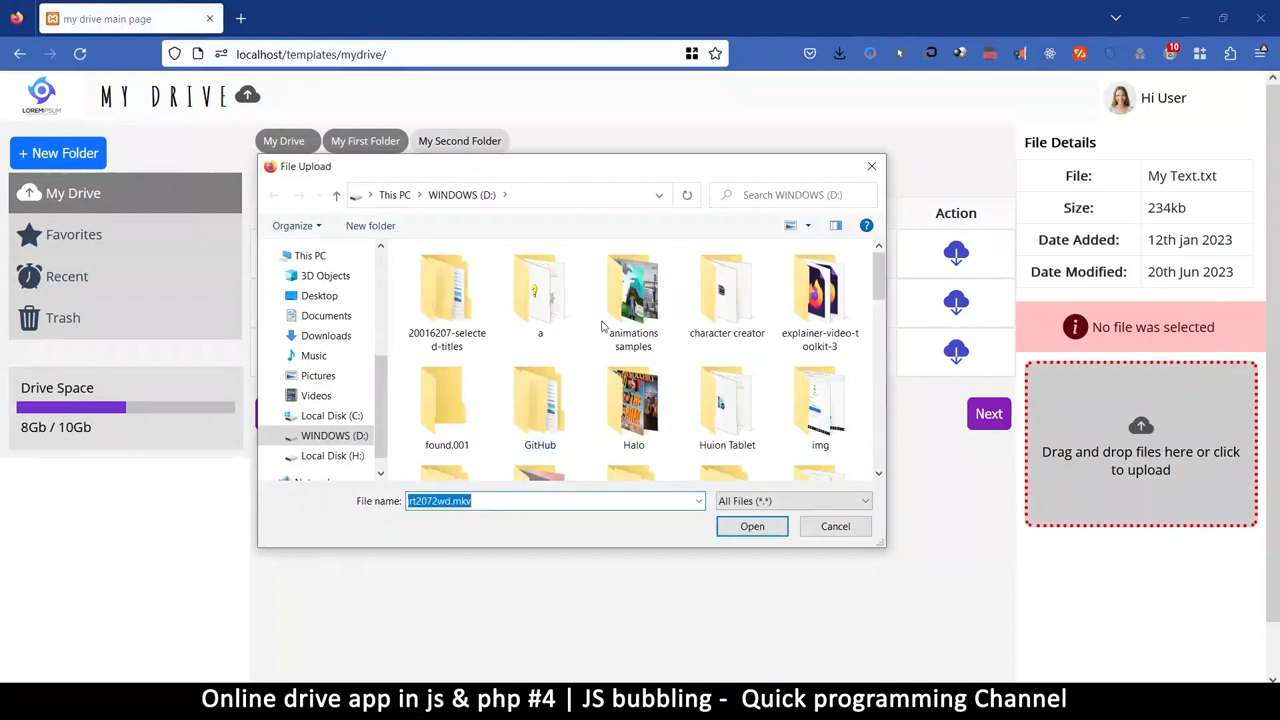 my drive main page
localhost/templates/mydrive/
10
LOREMIPSUM
MY DRIVE
Hi User
+ New Folder
My Drive
Favorites
Recent
Trash
Drive Space
8Gb / 10Gb
My Drive
My First Folder
My Second Folder
File Upload
This PC
WINDOWS (D:)
Search WINDOWS (D:)
Organize
New folder
This PC
3D Objects
Desktop
Documents
Downloads
Music
Pictures
Videos
Local Disk (C:)
WINDOWS (D:)
Local Disk (H:)
20016207-selecte
d-titles
a
animations
samples
character creator
explainer-video-t
oolkit-3
found.001
GitHub
Halo
Huion Tablet
img
File name:
All Files (*.*)
Open
Cancel
Action
Next
File Details
File: My Text.txt
Size: 234kb
Date Added: 12th jan 2023
Date Modified: 20th Jun 2023
No file was selected
Drag and drop files here or click
to upload
Online drive app in js & php #4 | JS bubbling - Quick programming Channel